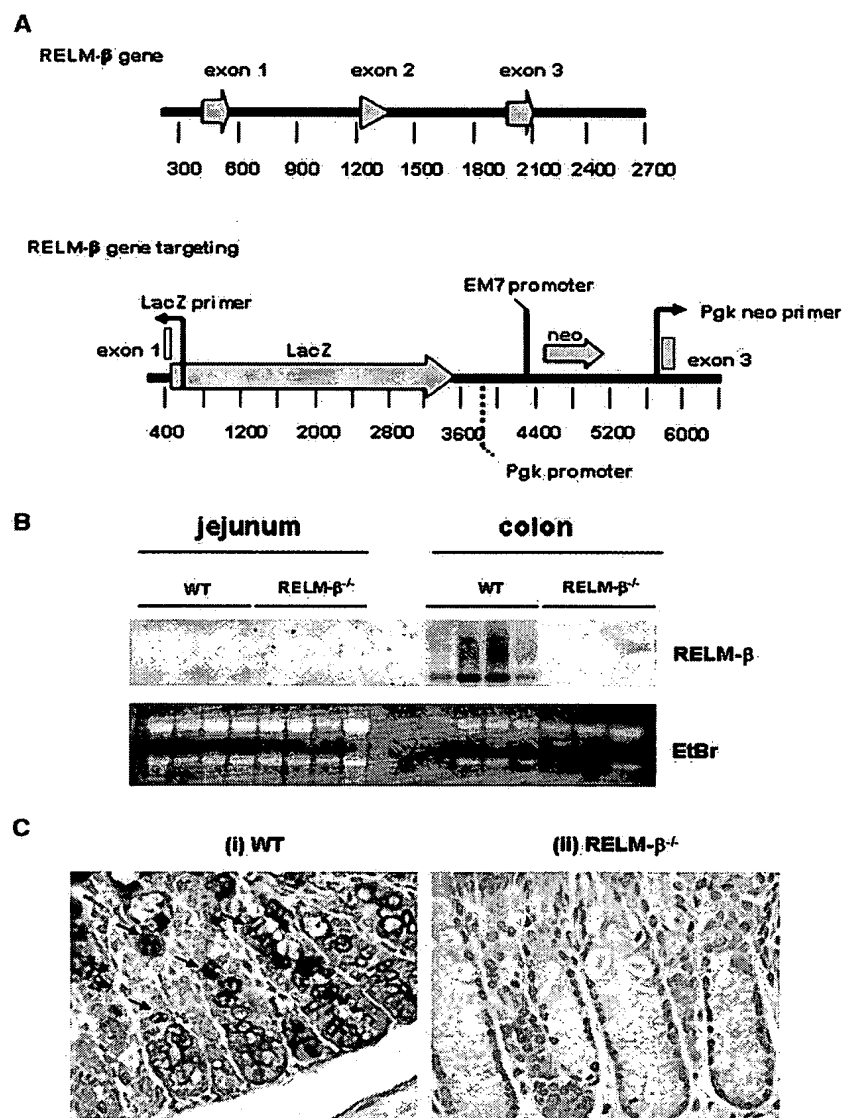 A
RELM-β gene
exon 1 exon 2 exon 3
300 600 900 1200 1500 1800 2100 2400 2700
RELM-β gene targeting
EM7 promoter
LacZ primer
Pgk neo primer
exon 1 LacZ neo exon 3
400 1200 2000 2800 3600 4400 5200 6000
Pgk promoter
B
jejunum colon
WT RELM-β-/- WT RELM-β-/-
RELM-β
EtBr
C
(i) WT (ii) RELM-β-/-